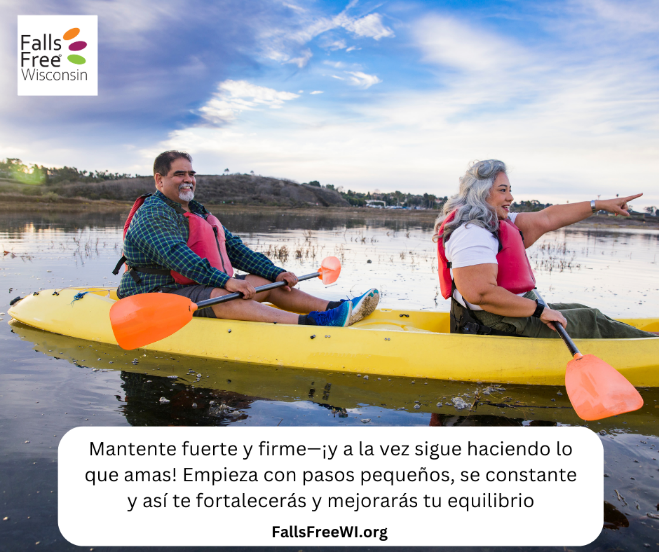 Falls
Free
Wisconsin
Mantente fuerte y firme—¡y a la vez sigue haciendo lo
que amas! Empieza con pasos pequeños, se constante
y así te fortalecerás y mejorarás tu equilibrio
FallsFreeWI.org